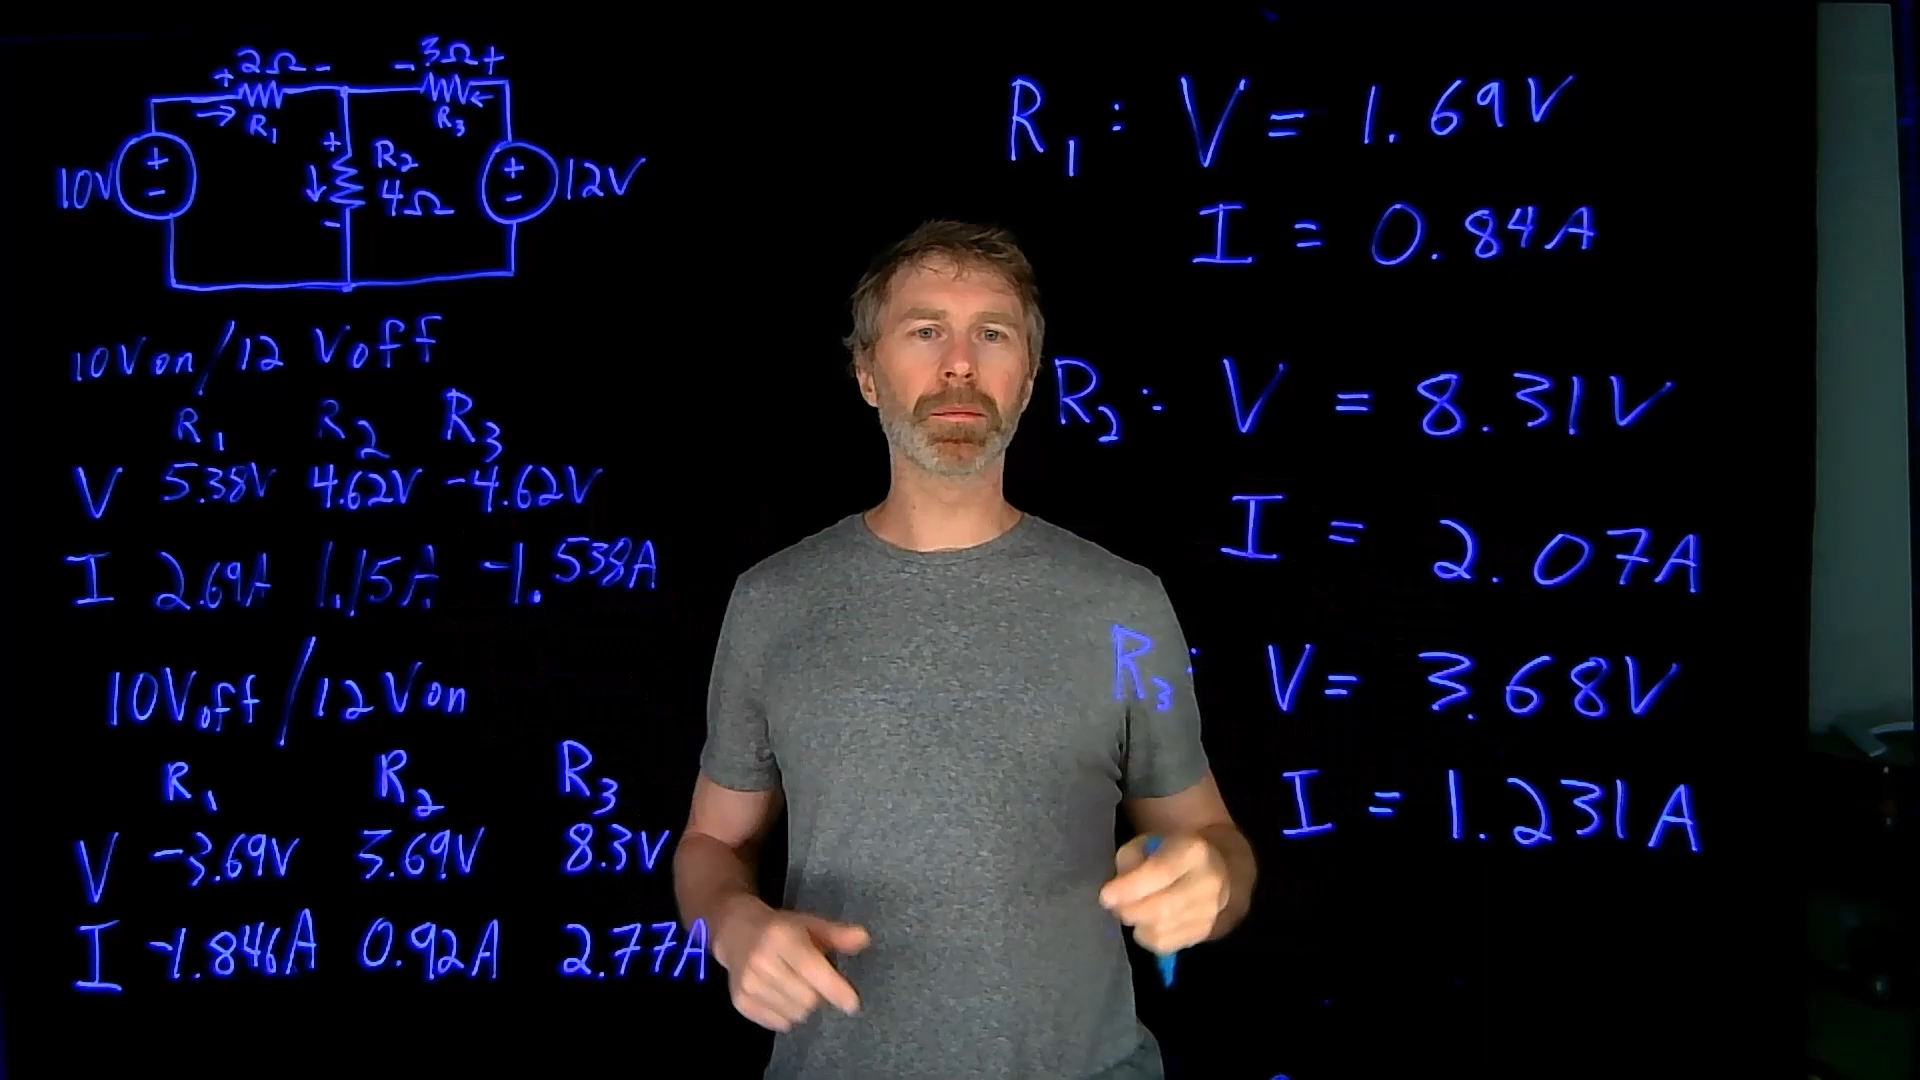 + 2Ω - - 3Ω +
R1 R3
10V + - + R2 4Ω - + - 12V
10V on / 12 V off
R1 R2 R3
V 5.38V 4.62V -4.62V
I 2.69A 1.15A -1.538A
10V off / 12V on
R1 R2 R3
V -3.69V 3.69V 8.3V
I -1.846A 0.92A 2.77A
R1 : V = 1.69V
I = 0.84A
R2 : V = 8.31V
I = 2.07A
R3 : V = 3.68V
I = 1.231A